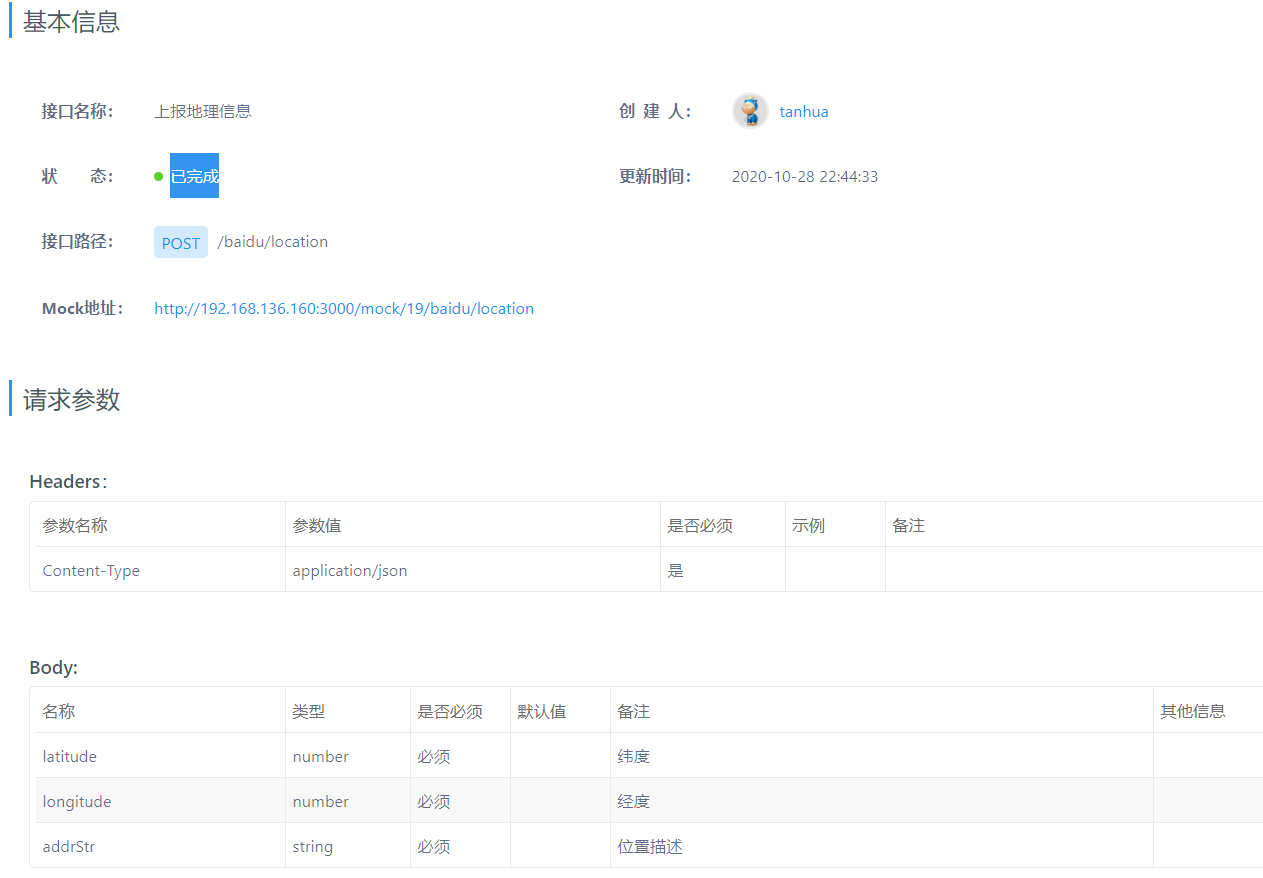 基本信息
接口名称： 上报地理信息 创 建 人： tanhua
状 态： 已完成 更新时间： 2020-10-28 22:44:33
接口路径： POST /baidu/location
Mock地址： http://192.168.136.160:3000/mock/19/baidu/location
请求参数
Headers：
参数名称 参数值 是否必须 示例 备注
Content-Type application/json 是
Body:
名称 类型 是否必须 默认值 备注 其他信息
latitude number 必须 纬度
longitude number 必须 经度
addrStr string 必须 位置描述